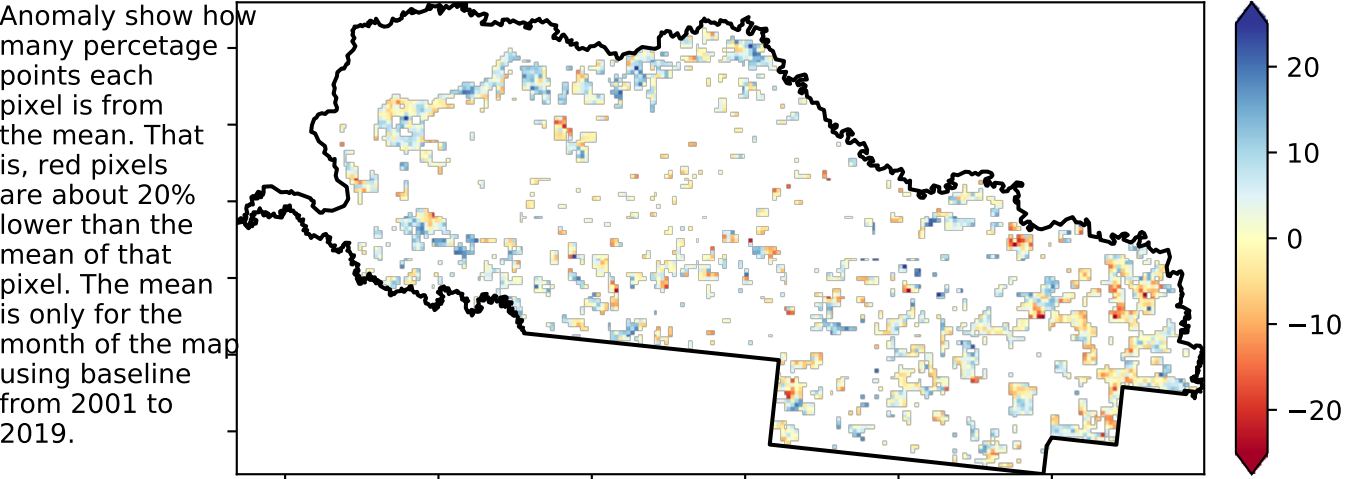 Anomaly show how
many percetage
points each
pixel is from
the mean. That
is, red pixels
are about 20%
lower than the
mean of that
pixel. The mean
is only for the
month of the map
using baseline
from 2001 to
2019.
20
10
0
−10
−20